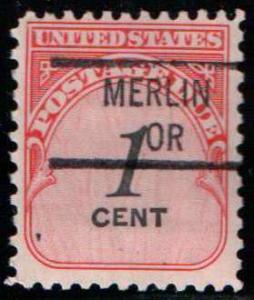 UNITED STATES
POSTAGE DUE
MERLIN
OR
1
CENT